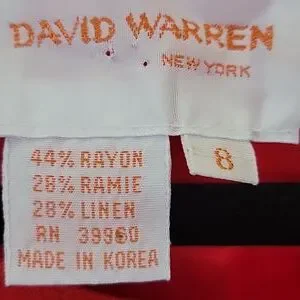 DAVID WARREN
NEW YORK
8
44% RAYON
28% RAMIE
28% LINEN
RN 39960
MADE IN KOREA